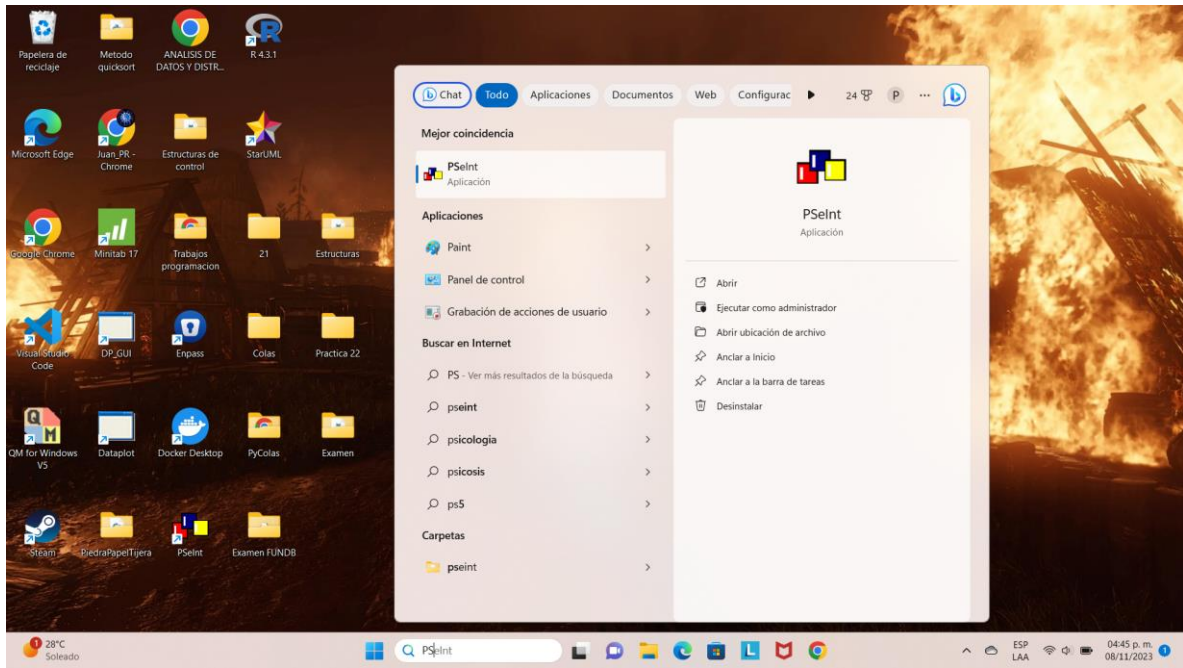 Papelera de
reciclaje
Metodo
quicksort
ANALISIS DE
DATOS Y DISTR...
R 4.3.1
Microsoft Edge
Juan_PR -
Chrome
Estructuras de
control
StarUML
Google Chrome
Minitab 17
Trabajos
programacion
21
Estructuras
Visual Studio
Code
DP_GUI
Enpass
Colas
Practica 22
QM for Windows
V5
Dataplot
Docker Desktop
PyColas
Examen
Steam
PiedraPapelTijera
PSeInt
Examen FUNDB
Chat
Todo
Aplicaciones
Documentos
Web
Configurac
24
P
Mejor coincidencia
PSeInt
Aplicación
Aplicaciones
Paint
Panel de control
Grabación de acciones de usuario
Buscar en Internet
PS - Ver más resultados de la búsqueda
pseint
psicologia
psicosis
ps5
Carpetas
pseint
PSeInt
Aplicación
Abrir
Ejecutar como administrador
Abrir ubicación de archivo
Anclar a Inicio
Anclar a la barra de tareas
Desinstalar
1
28°C
Soleado
PSeInt
L
ESP
LAA
04:45 p. m.
08/11/2023
1